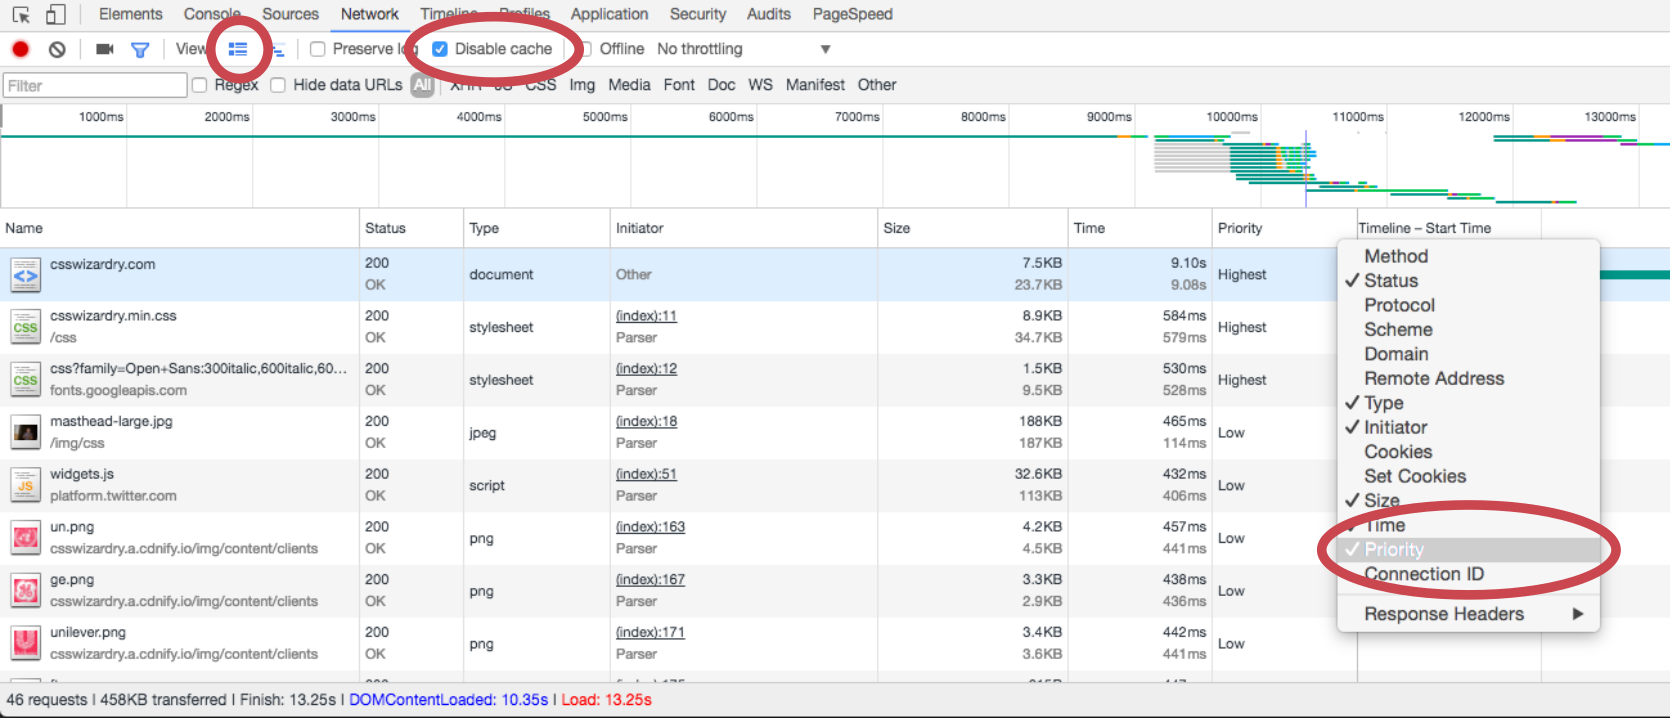 Elements Console Sources Network Timeline Profiles Application Security Audits PageSpeed
View Preserve log Disable cache Offline No throttling
Filter Regex Hide data URLs All XHR JS CSS Img Media Font Doc WS Manifest Other
1000ms 2000ms 3000ms 4000ms 5000ms 6000ms 7000ms 8000ms 9000ms 10000ms 11000ms 12000ms 13000ms
Name Status Type Initiator Size Time Priority Timeline – Start Time
csswizardry.com 200 document Other 7.5KB 9.10s Highest
OK 23.7KB 9.08s
csswizardry.min.css 200 stylesheet (index):11 8.9KB 584ms Highest
/css OK Parser 34.7KB 579ms
css?family=Open+Sans:300italic,600italic,60... 200 stylesheet (index):12 1.5KB 530ms Highest
fonts.googleapis.com OK Parser 9.5KB 528ms
masthead-large.jpg 200 jpeg (index):18 188KB 465ms Low
/img/css OK Parser 187KB 114ms
widgets.js 200 script (index):51 32.6KB 432ms Low
platform.twitter.com OK Parser 113KB 406ms
un.png 200 png (index):163 4.2KB 457ms Low
csswizardry.a.cdnify.io/img/content/clients OK Parser 4.5KB 441ms
ge.png 200 png (index):167 3.3KB 438ms Low
csswizardry.a.cdnify.io/img/content/clients OK Parser 2.9KB 436ms
unilever.png 200 png (index):171 3.4KB 442ms Low
csswizardry.a.cdnify.io/img/content/clients OK Parser 3.6KB 441ms
Method
✓ Status
Protocol
Scheme
Domain
Remote Address
✓ Type
✓ Initiator
Cookies
Set Cookies
✓ Size
✓ Time
✓ Priority
Connection ID
Response Headers ▶
46 requests | 458KB transferred | Finish: 13.25s | DOMContentLoaded: 10.35s | Load: 13.25s